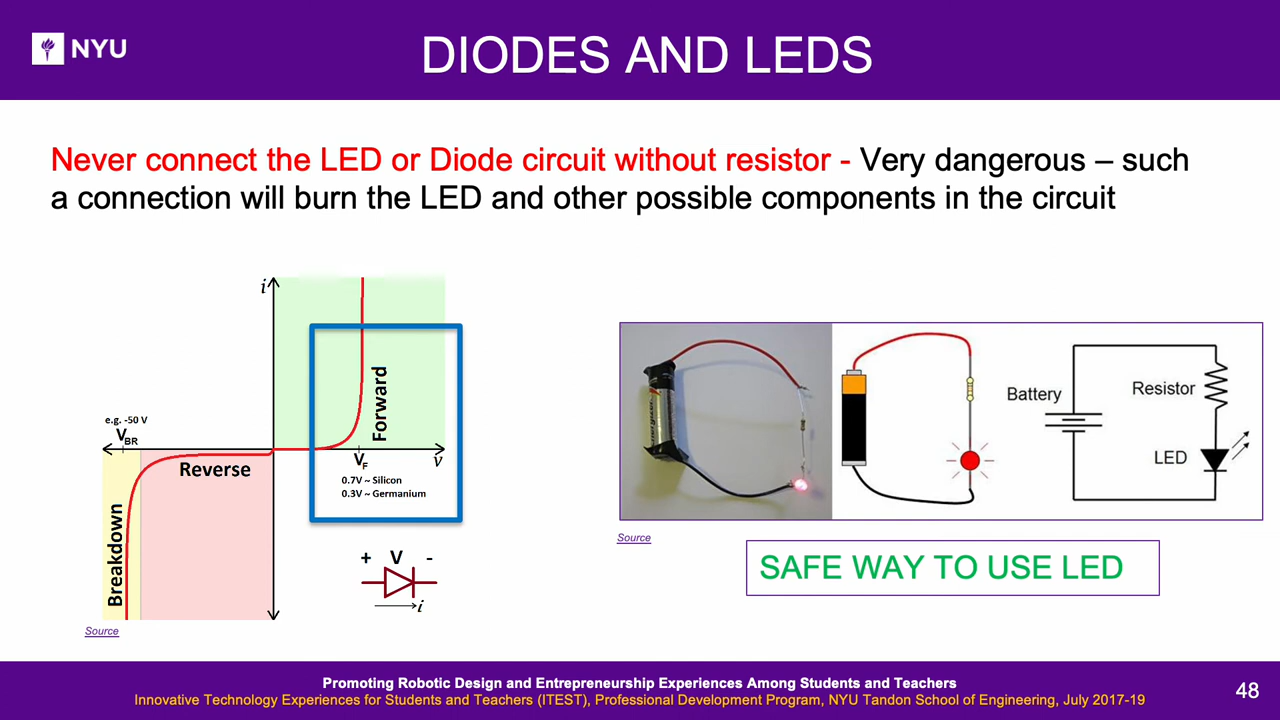 NYU
DIODES AND LEDS
Never connect the LED or Diode circuit without resistor - Very dangerous – such
a connection will burn the LED and other possible components in the circuit
i
Forward
e.g. -50 V
VBR
Reverse
VF
v
0.7V ~ Silicon
0.3V ~ Germanium
Breakdown
+ V -
i
Source
Battery
Resistor
LED
Source
SAFE WAY TO USE LED
Promoting Robotic Design and Entrepreneurship Experiences Among Students and Teachers
Innovative Technology Experiences for Students and Teachers (ITEST), Professional Development Program, NYU Tandon School of Engineering, July 2017-19
48